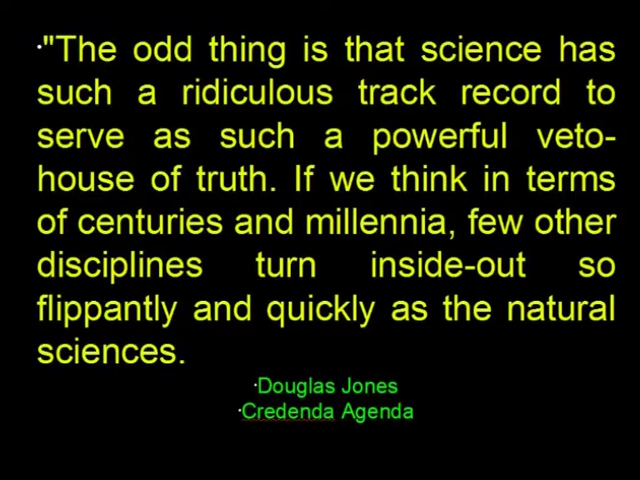 •"The odd thing is that science has
such a ridiculous track record to
serve as such a powerful veto-
house of truth. If we think in terms
of centuries and millennia, few other
disciplines turn inside-out so
flippantly and quickly as the natural
sciences.
•Douglas Jones
•Credenda Agenda